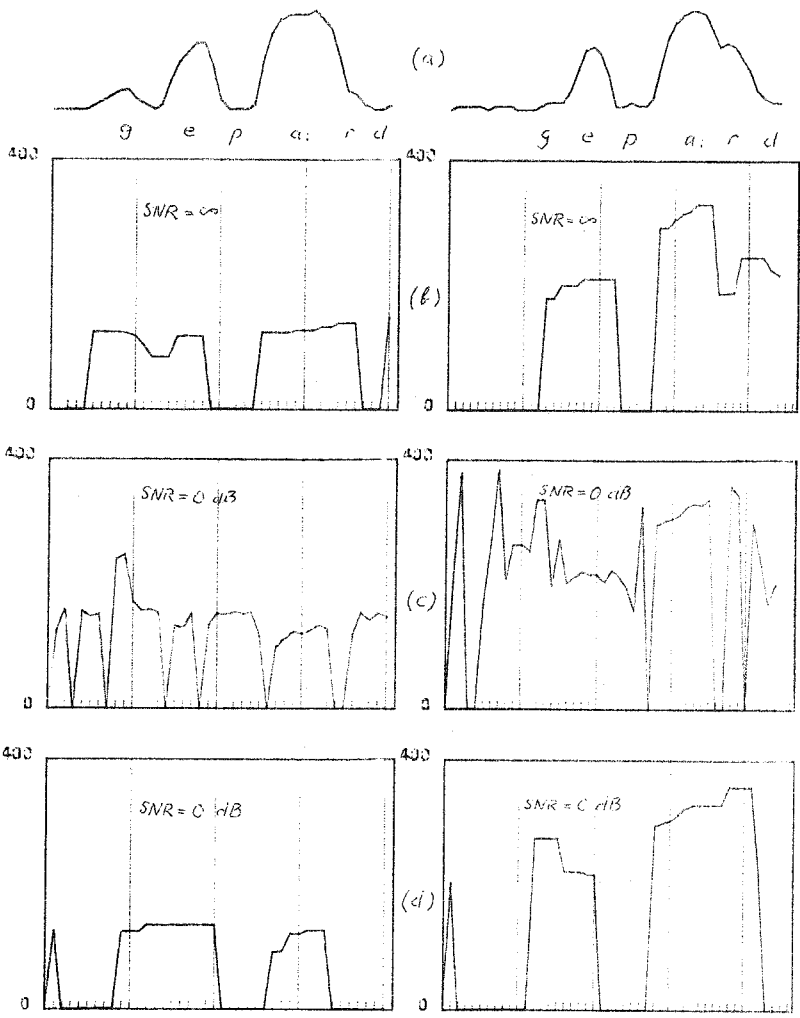 (a)
g e p a: r d g e p a: r d
400 400
SNR = ∞ SNR = ∞
(b)
0 0
400 400
SNR = 0 dB SNR = 0 dB
(c)
0 0
400 400
SNR = 0 dB SNR = 0 dB
(d)
0 0